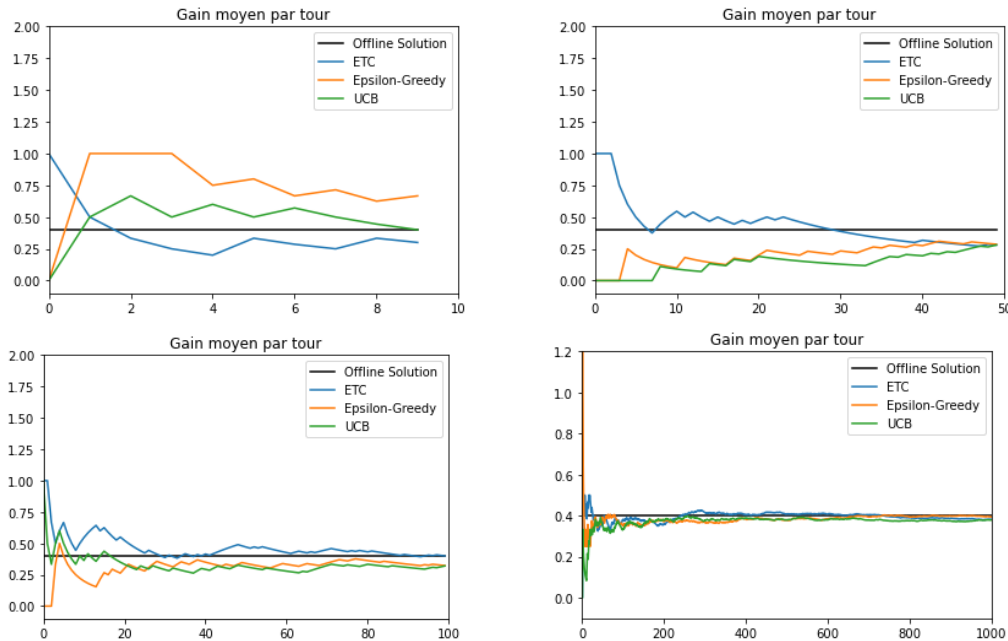 Gain moyen par tour
2.00
1.75
1.50
1.25
1.00
0.75
0.50
0.25
0.00
Offline Solution
ETC
Epsilon-Greedy
UCB
0 2 4 6 8 10
Gain moyen par tour
2.00
1.75
1.50
1.25
1.00
0.75
0.50
0.25
0.00
Offline Solution
ETC
Epsilon-Greedy
UCB
0 10 20 30 40 50
Gain moyen par tour
2.00
1.75
1.50
1.25
1.00
0.75
0.50
0.25
0.00
Offline Solution
ETC
Epsilon-Greedy
UCB
0 20 40 60 80 100
Gain moyen par tour
1.2
1.0
0.8
0.6
0.4
0.2
0.0
Offline Solution
ETC
Epsilon-Greedy
UCB
0 200 400 600 800 1000